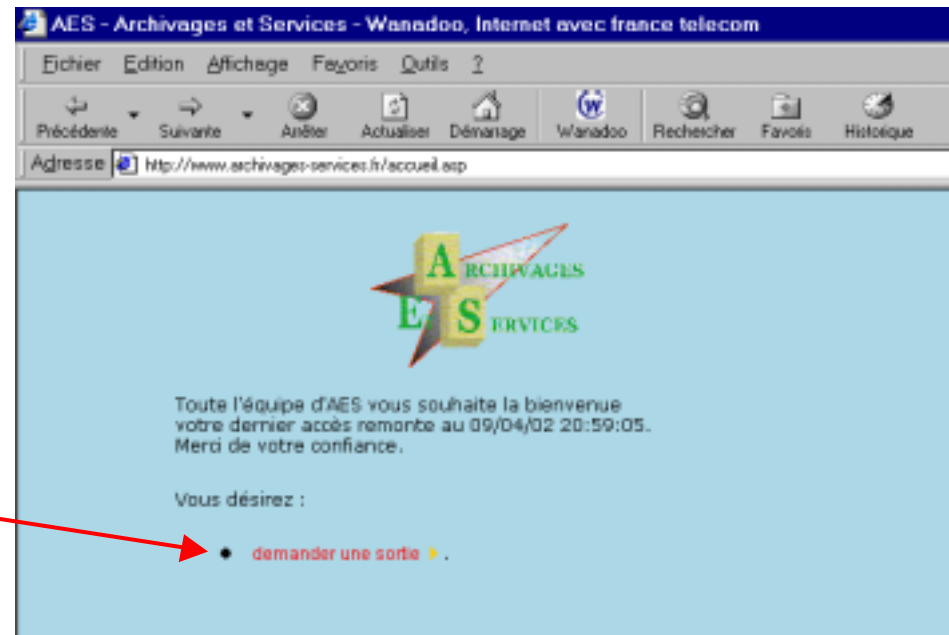 AES - Archivages et Services - Wanadoo, Internet avec france telecom
Fichier Edition Affichage Favoris Outils ?
Précédente Suivante Arrêter Actualiser Démarrage Wanadoo Rechercher Favoris Historique
Adresse http://www.archivages-services.fr/accueil.asp
ARCHIVAGES
E SERVICES
Toute l'équipe d'AES vous souhaite la bienvenue
votre dernier accès remonte au 09/04/02 20:59:05.
Merci de votre confiance.
Vous désirez :
demander une sortie .